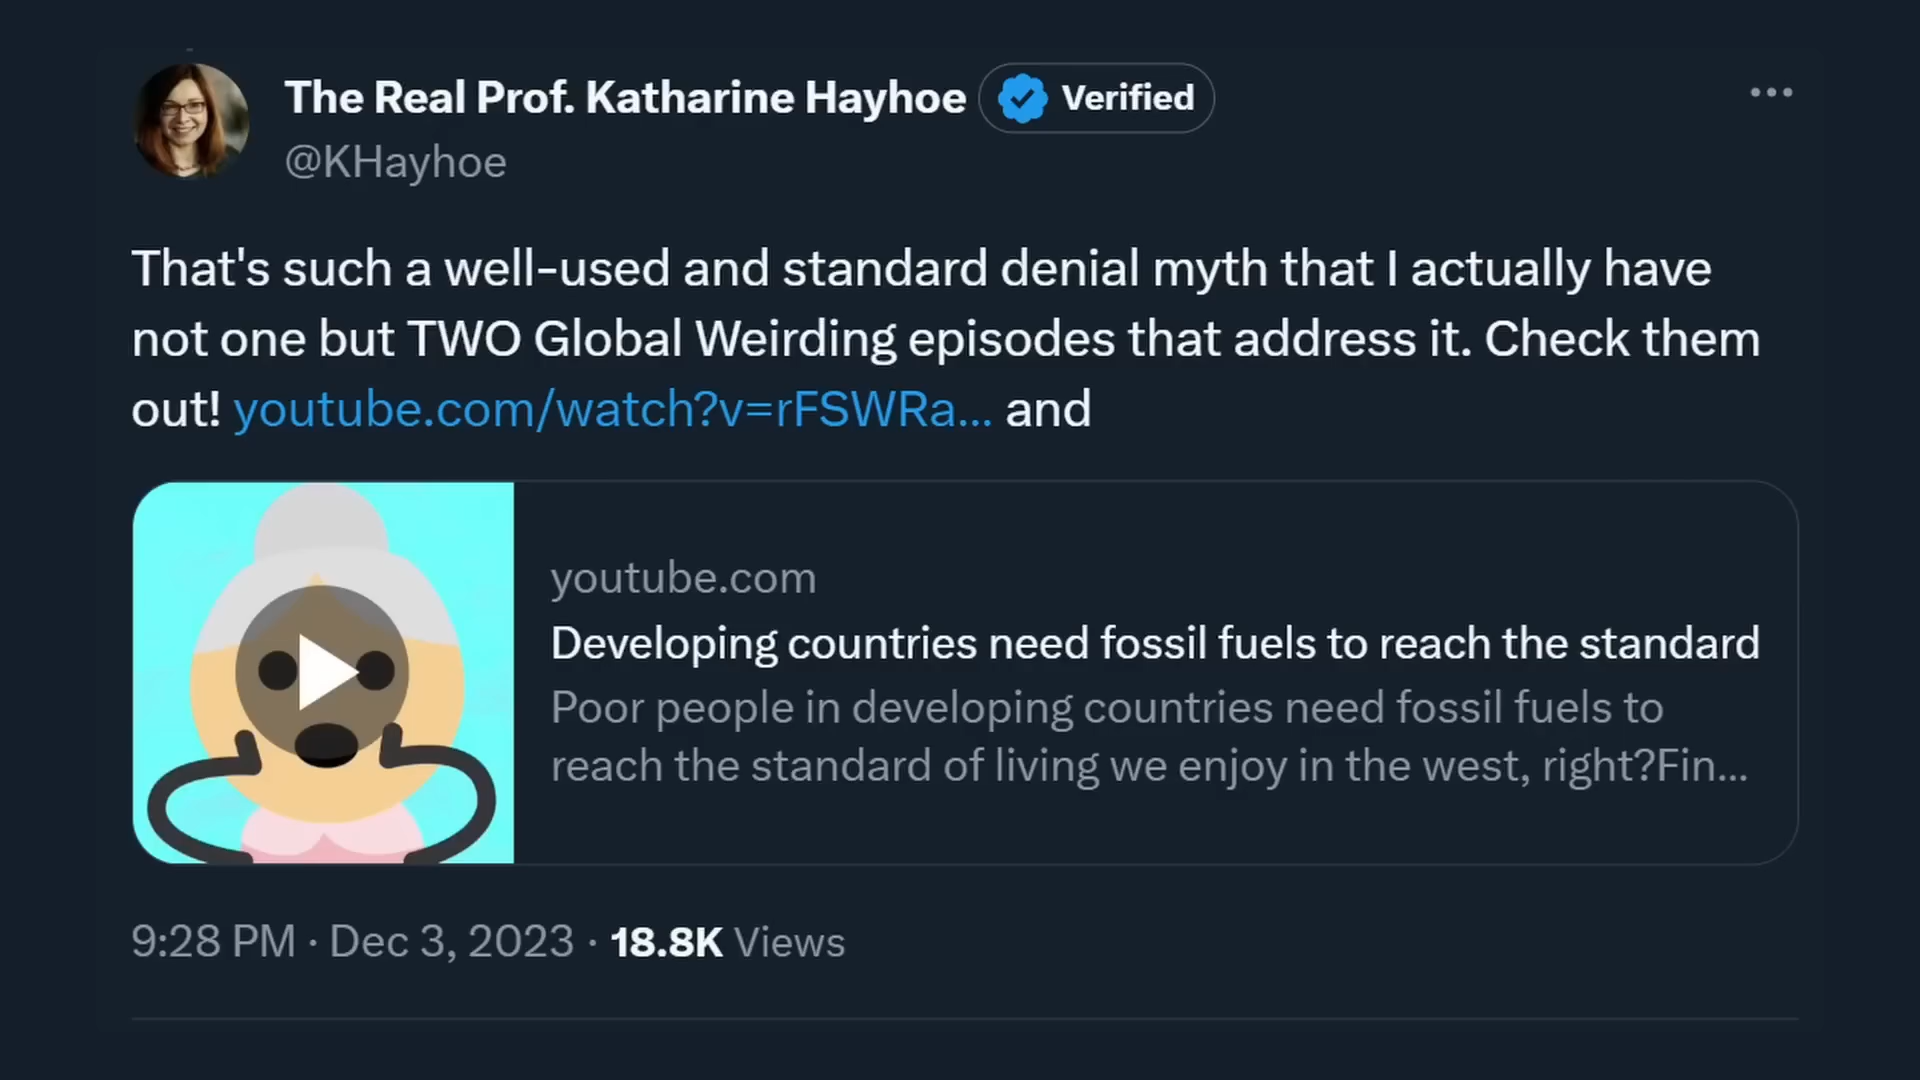 The Real Prof. Katharine Hayhoe Verified
@KHayhoe
That's such a well-used and standard denial myth that I actually have
not one but TWO Global Weirding episodes that address it. Check them
out! youtube.com/watch?v=rFSWRa... and
youtube.com
Developing countries need fossil fuels to reach the standard
Poor people in developing countries need fossil fuels to
reach the standard of living we enjoy in the west, right?Fin...
9:28 PM · Dec 3, 2023 · 18.8K Views